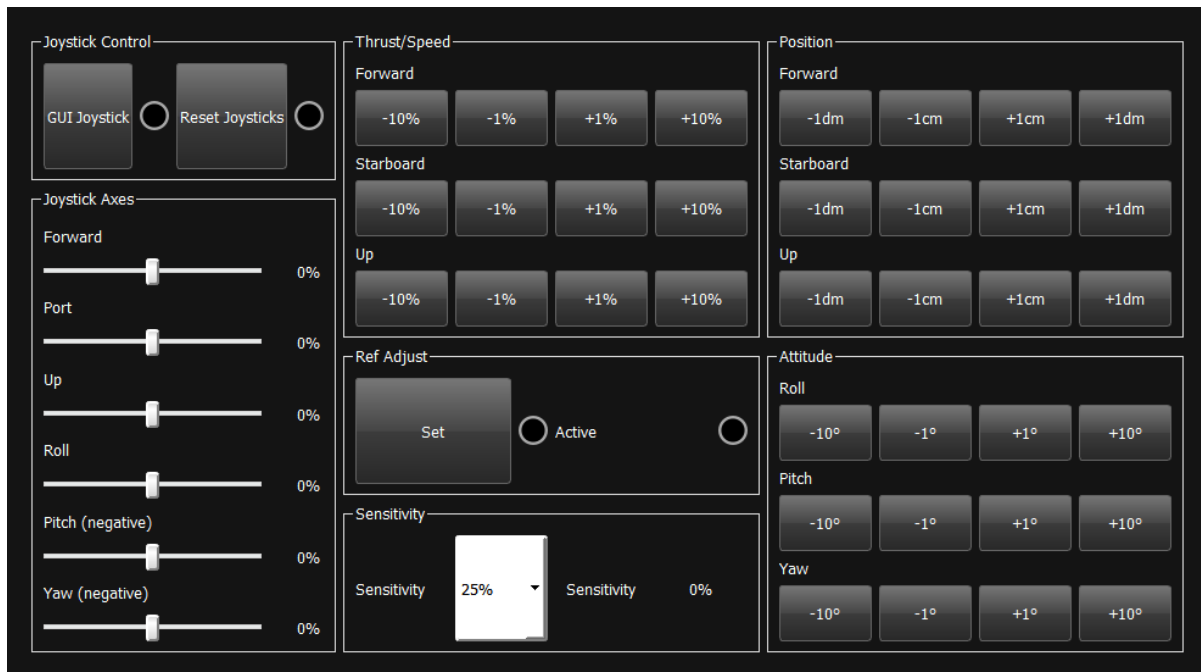 Joystick Control
GUI Joystick
Reset Joysticks
Joystick Axes
Forward
0%
Port
0%
Up
0%
Roll
0%
Pitch (negative)
0%
Yaw (negative)
0%
Thrust/Speed
Forward
-10% -1% +1% +10%
Starboard
-10% -1% +1% +10%
Up
-10% -1% +1% +10%
Ref Adjust
Set
Active
Sensitivity
Sensitivity 25% Sensitivity 0%
Position
Forward
-1dm -1cm +1cm +1dm
Starboard
-1dm -1cm +1cm +1dm
Up
-1dm -1cm +1cm +1dm
Attitude
Roll
-10° -1° +1° +10°
Pitch
-10° -1° +1° +10°
Yaw
-10° -1° +1° +10°